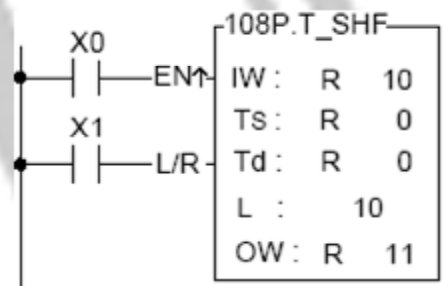 108P.T_SHF
X0
EN↑ IW : R 10
X1
Ts : R 0
L/R Td : R 0
L : 10
OW : R 11